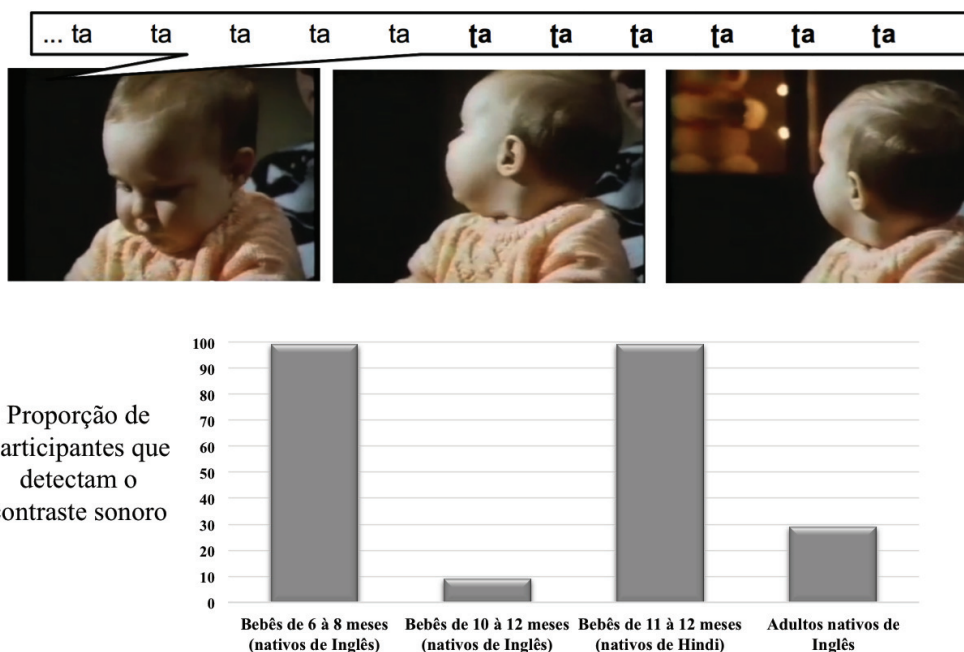 ... ta ta ta ta ta ṭa ṭa ṭa ṭa ṭa ṭa
Proporção de
articipantes que
detectam o
contraste sonoro
100
90
80
70
60
50
40
30
20
10
0
Bebês de 6 à 8 meses
(nativos de Inglês)
Bebês de 10 à 12 meses
(nativos de Inglês)
Bebês de 11 à 12 meses
(nativos de Hindi)
Adultos nativos de
Inglês